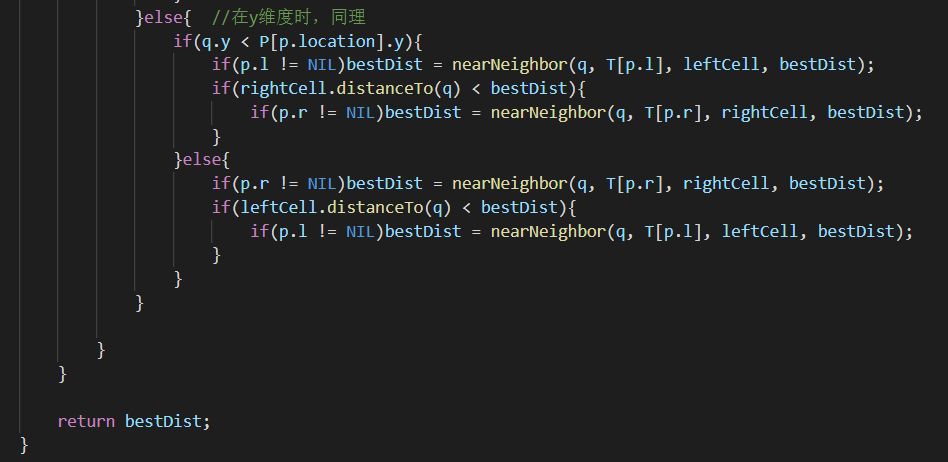 }else{  //在y维度时，同理
if(q.y < P[p.location].y){
if(p.l != NIL)bestDist = nearNeighbor(q, T[p.l], leftCell, bestDist);
if(rightCell.distanceTo(q) < bestDist){
if(p.r != NIL)bestDist = nearNeighbor(q, T[p.r], rightCell, bestDist);
}
}else{
if(p.r != NIL)bestDist = nearNeighbor(q, T[p.r], rightCell, bestDist);
if(leftCell.distanceTo(q) < bestDist){
if(p.l != NIL)bestDist = nearNeighbor(q, T[p.l], leftCell, bestDist);
}
}
}
}
}
return bestDist;
}